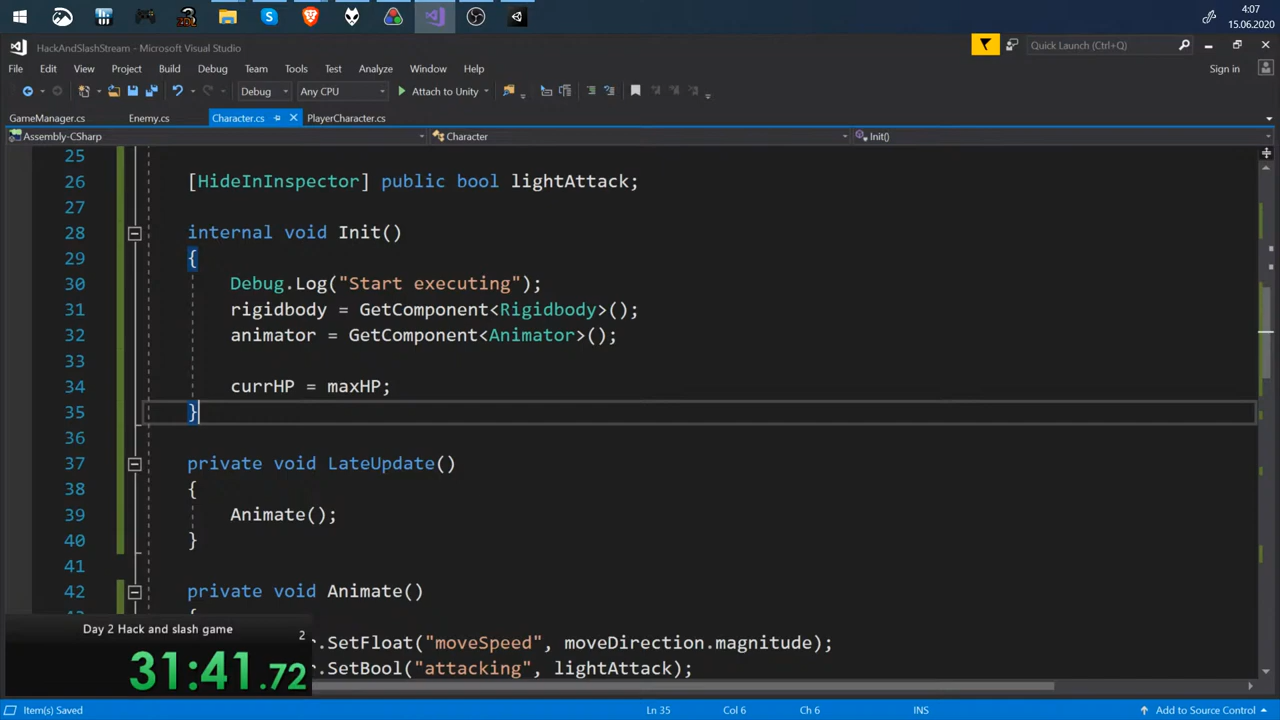 4:07
15.06.2020
HackAndSlashStream - Microsoft Visual Studio
Quick Launch (Ctrl+Q)
File Edit View Project Build Debug Team Tools Test Analyze Window Help
Sign in
Debug Any CPU Attach to Unity
GameManager.cs Enemy.cs Character.cs PlayerCharacter.cs
Assembly-CSharp Character Init()
25
26 [HideInInspector] public bool lightAttack;
27
28 internal void Init()
29 {
30 Debug.Log("Start executing");
31 rigidbody = GetComponent<Rigidbody>();
32 animator = GetComponent<Animator>();
33
34 currHP = maxHP;
35 }
36
37 private void LateUpdate()
38 {
39 Animate();
40 }
41
42 private void Animate()
{
r.SetFloat("moveSpeed", moveDirection.magnitude);
r.SetBool("attacking", lightAttack);
Day 2 Hack and slash game
2
31:41.72
Item(s) Saved Ln 35 Col 6 Ch 6 INS Add to Source Control